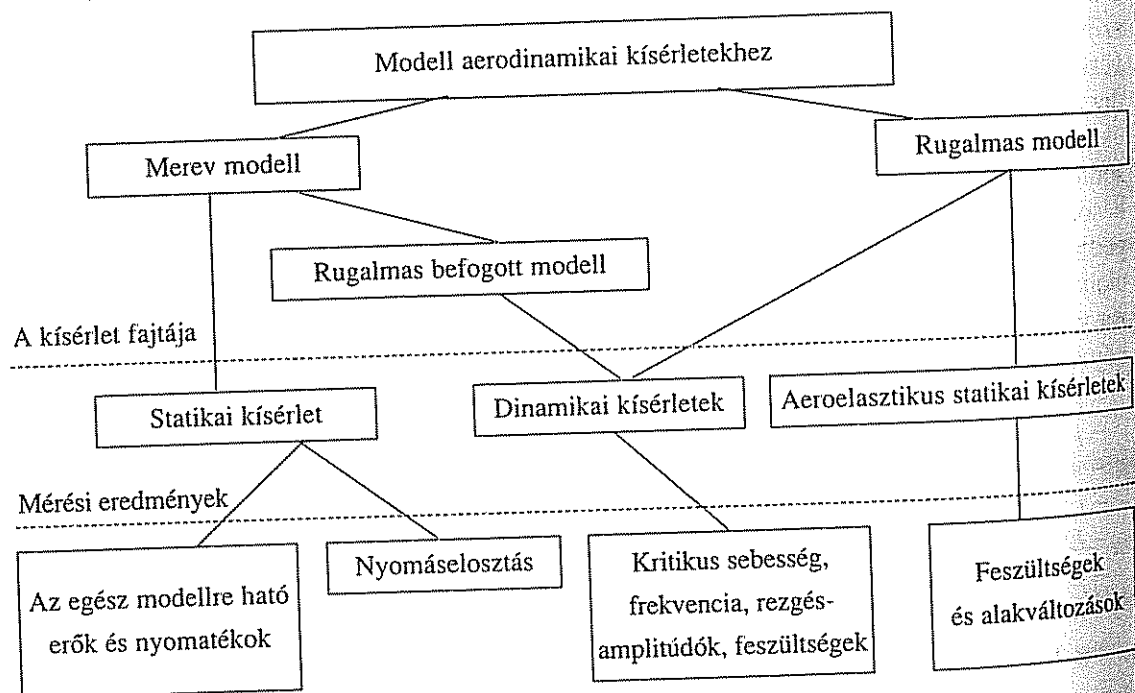 Modell aerodinamikai kísérletekhez
Merev modell
Rugalmas modell
Rugalmas befogott modell
A kísérlet fajtája
Statikai kísérlet
Dinamikai kísérletek
Aeroelasztikus statikai kísérletek
Mérési eredmények
Az egész modellre ható
erők és nyomatékok
Nyomáselosztás
Kritikus sebesség,
frekvencia, rezgés-
amplitúdók, feszültségek
Feszültségek
és alakváltozások